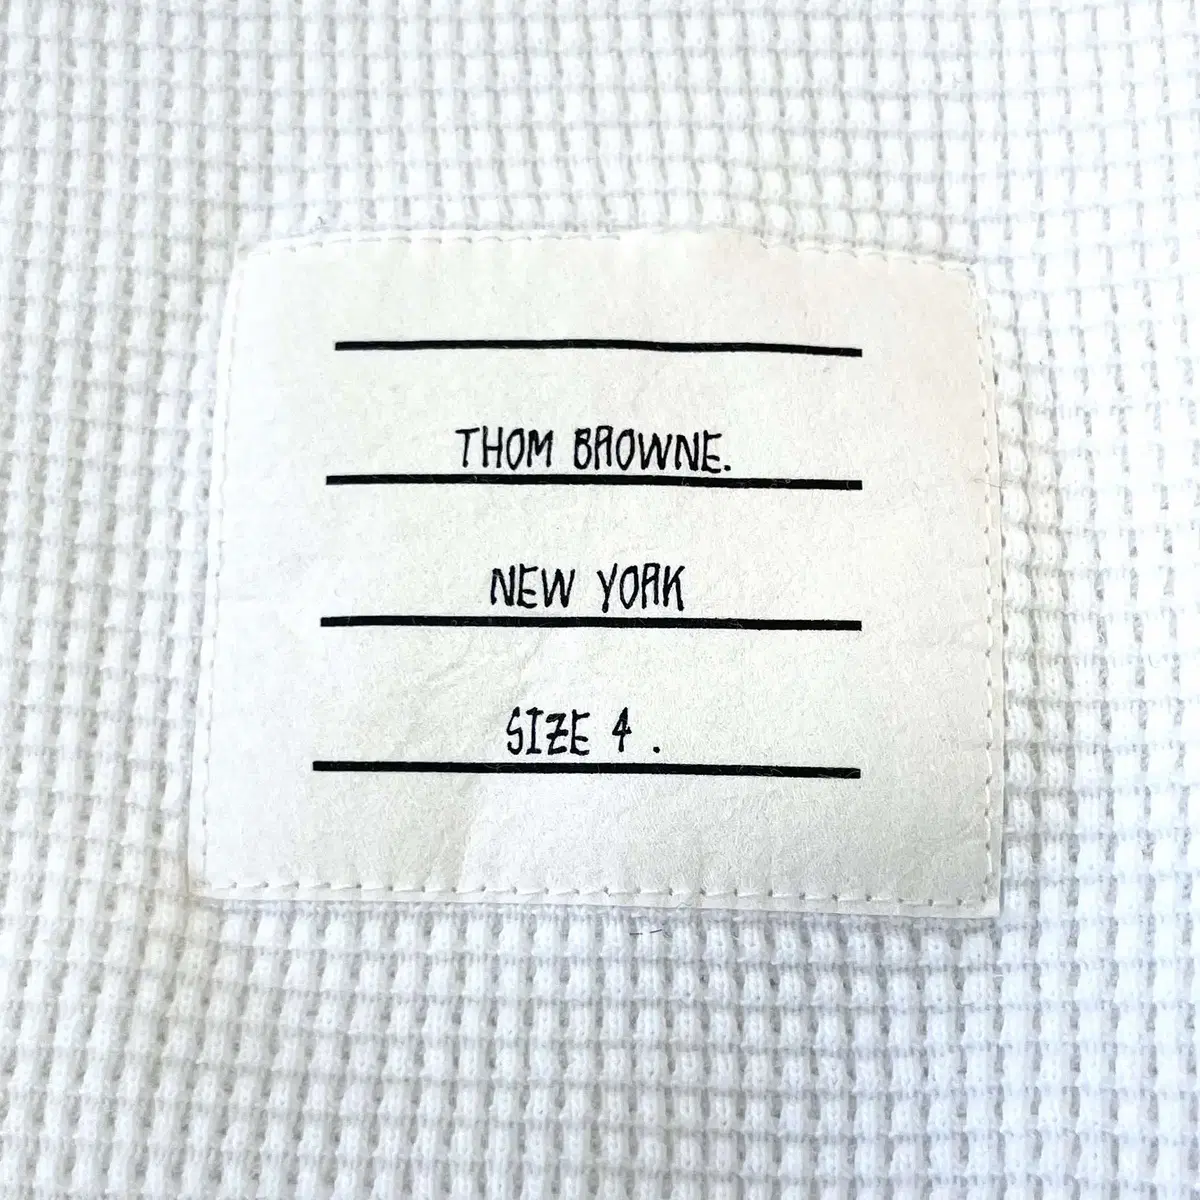 THOM BROWNE.
NEW YORK
SIZE 4 .